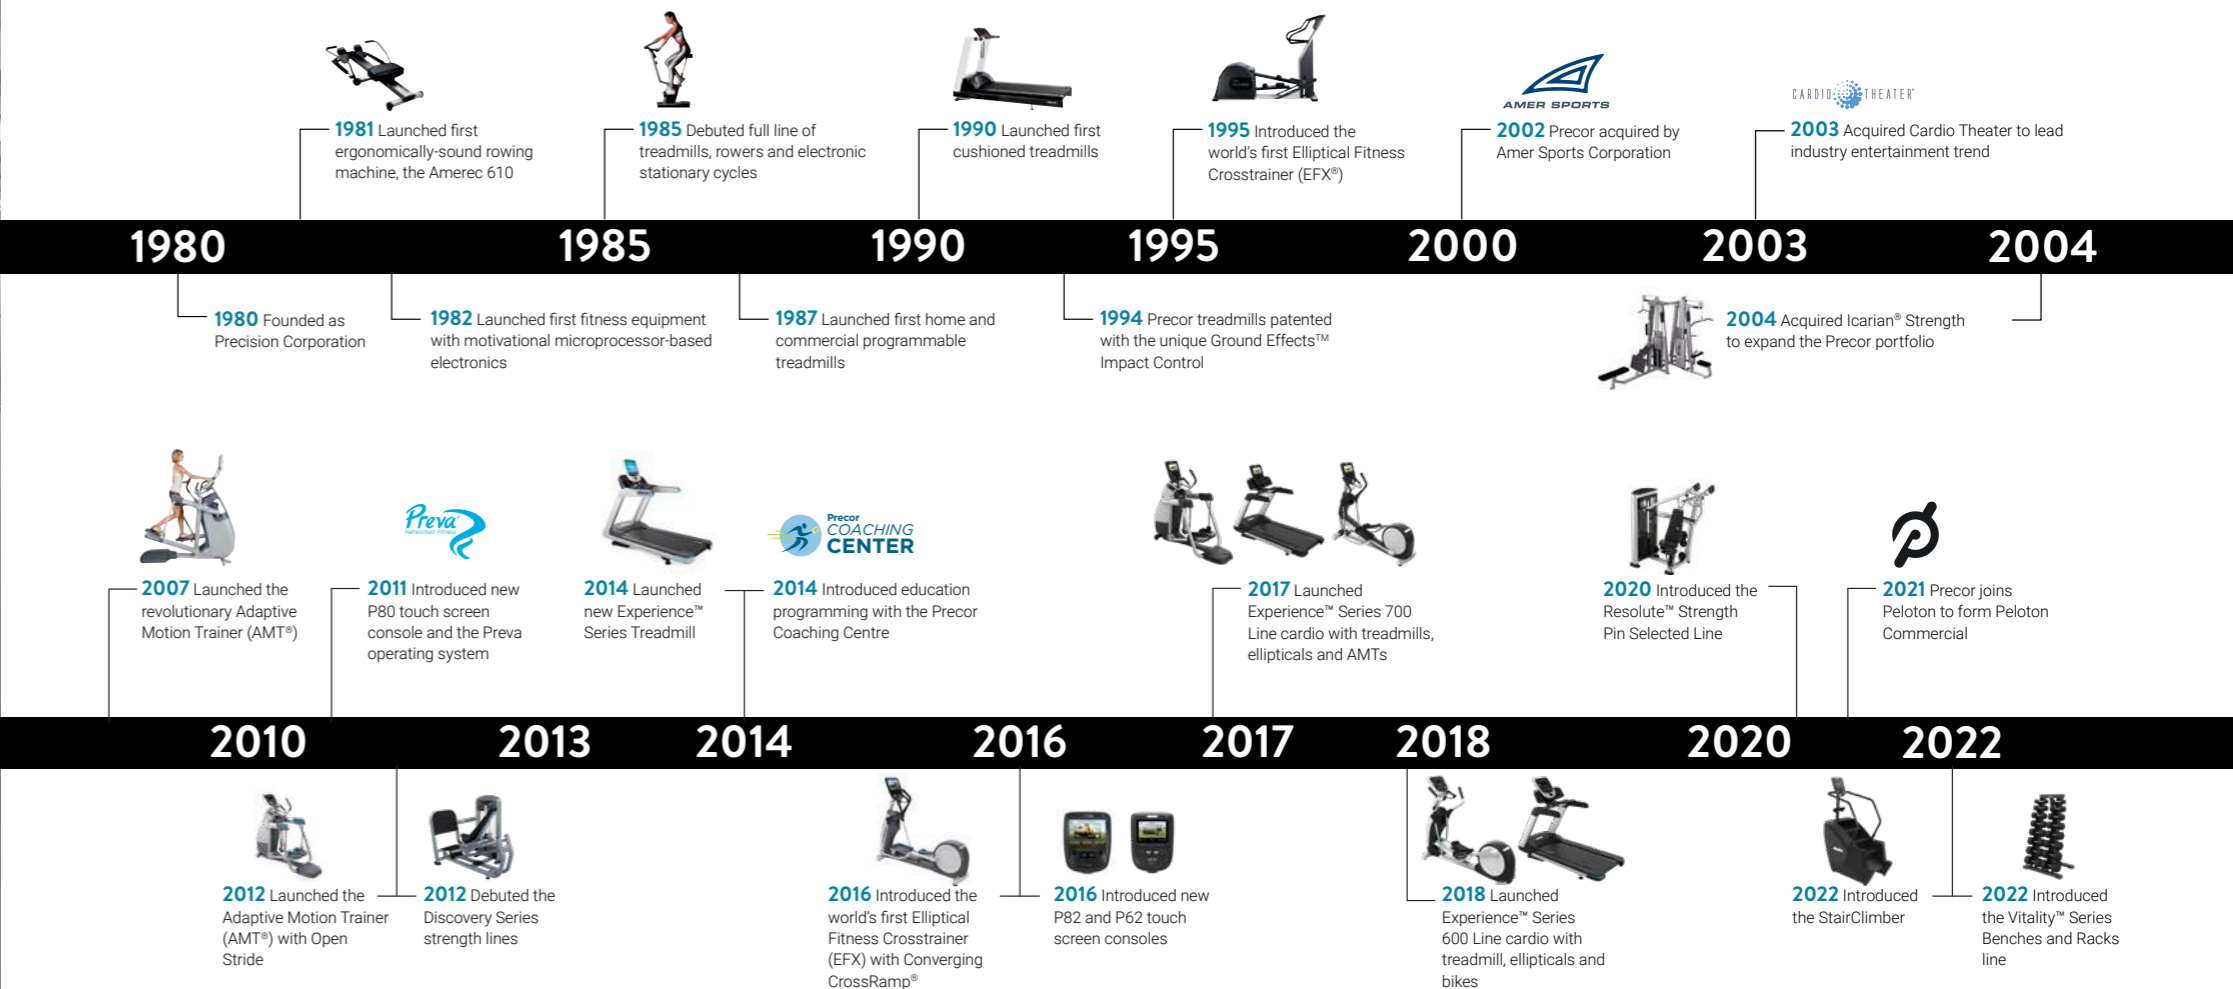 AMER SPORTS
CARDIO THEATER
1981 Launched first
ergonomically-sound rowing
machine, the Amerec 610
1985 Debuted full line of
treadmills, rowers and electronic
stationary cycles
1990 Launched first
cushioned treadmills
1995 Introduced the
world's first Elliptical Fitness
Crosstrainer (EFX®)
2002 Precor acquired by
Amer Sports Corporation
2003 Acquired Cardio Theater to lead
industry entertainment trend
1980 1985 1990 1995 2000 2003 2004
1980 Founded as
Precision Corporation
1982 Launched first fitness equipment
with motivational microprocessor-based
electronics
1987 Launched first home and
commercial programmable
treadmills
1994 Precor treadmills patented
with the unique Ground Effects™
Impact Control
2004 Acquired Icarian® Strength
to expand the Precor portfolio
Preva
Networked Fitness
Precor
COACHING
CENTER
2007 Launched the
revolutionary Adaptive
Motion Trainer (AMT®)
2011 Introduced new
P80 touch screen
console and the Preva
operating system
2014 Launched
new Experience™
Series Treadmill
2014 Introduced education
programming with the Precor
Coaching Centre
2017 Launched
Experience™ Series 700
Line cardio with treadmills,
ellipticals and AMTs
2020 Introduced the
Resolute™ Strength
Pin Selected Line
2021 Precor joins
Peloton to form Peloton
Commercial
2010 2013 2014 2016 2017 2018 2020 2022
2012 Launched the
Adaptive Motion Trainer
(AMT®) with Open
Stride
2012 Debuted the
Discovery Series
strength lines
2016 Introduced the
world's first Elliptical
Fitness Crosstrainer
(EFX) with Converging
CrossRamp®
2016 Introduced new
P82 and P62 touch
screen consoles
2018 Launched
Experience™ Series
600 Line cardio with
treadmill, ellipticals and
bikes
2022 Introduced
the StairClimber
2022 Introduced
the Vitality™ Series
Benches and Racks
line